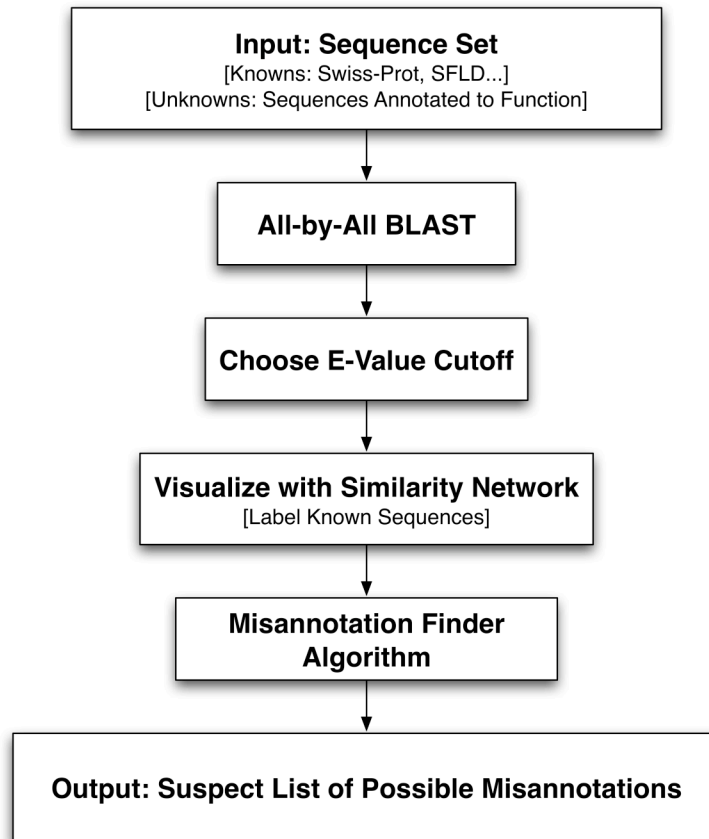 Input: Sequence Set
[Knowns: Swiss-Prot, SFLD...]
[Unknowns: Sequences Annotated to Function]
All-by-All BLAST
Choose E-Value Cutoff
Visualize with Similarity Network
[Label Known Sequences]
Misannotation Finder
Algorithm
Output: Suspect List of Possible Misannotations